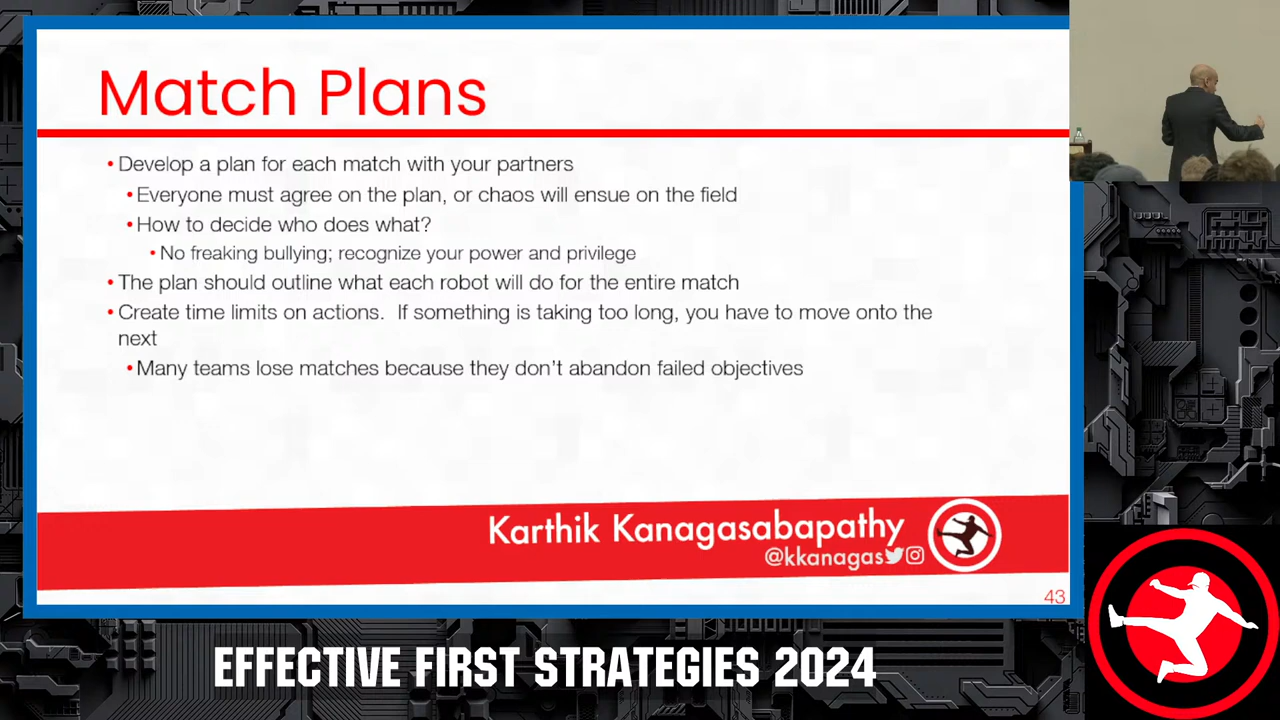 Match Plans
• Develop a plan for each match with your partners
• Everyone must agree on the plan, or chaos will ensue on the field
• How to decide who does what?
• No freaking bullying; recognize your power and privilege
• The plan should outline what each robot will do for the entire match
• Create time limits on actions.  If something is taking too long, you have to move onto the
next
• Many teams lose matches because they don't abandon failed objectives
Karthik Kanagasabapathy
@kkanagas
43
EFFECTIVE FIRST STRATEGIES 2024